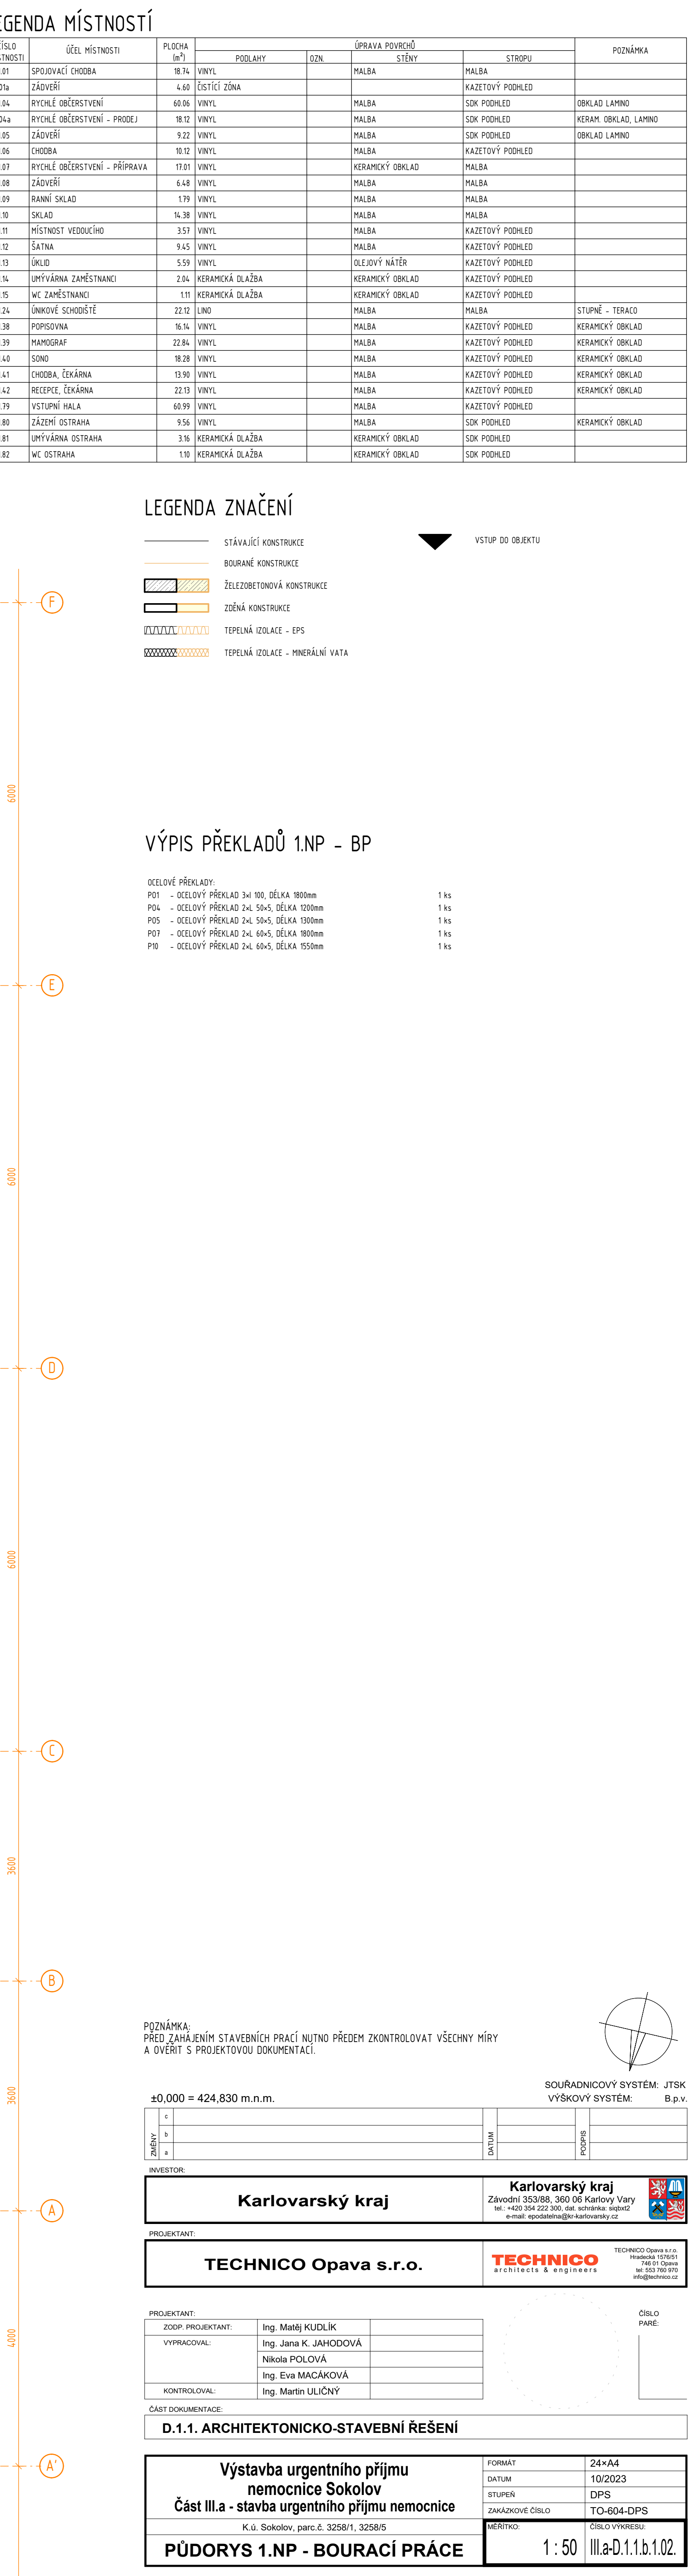 EGENDA MÍSTNOSTÍ
ČÍSLO
STNOSTI
ÚČEL MÍSTNOSTI
PLOCHA
(m²)
ÚPRAVA POVRCHŮ
PODLAHY OZN. STĚNY STROPU
POZNÁMKA
.01 SPOJOVACÍ CHODBA 18.74 VINYL MALBA MALBA
01a ZÁDVEŘÍ 4.60 ČISTÍCÍ ZÓNA KAZETOVÝ PODHLED
.04 RYCHLÉ OBČERSTVENÍ 60.06 VINYL MALBA SDK PODHLED OBKLAD LAMINO
04a RYCHLÉ OBČERSTVENÍ - PRODEJ 18.12 VINYL MALBA SDK PODHLED KERAM. OBKLAD, LAMINO
.05 ZÁDVEŘÍ 9.22 VINYL MALBA SDK PODHLED OBKLAD LAMINO
.06 CHODBA 10.12 VINYL MALBA KAZETOVÝ PODHLED
.07 RYCHLÉ OBČERSTVENÍ - PŘÍPRAVA 17.01 VINYL KERAMICKÝ OBKLAD MALBA
.08 ZÁDVEŘÍ 6.48 VINYL MALBA MALBA
.09 RANNÍ SKLAD 1.79 VINYL MALBA MALBA
.10 SKLAD 14.38 VINYL MALBA MALBA
.11 MÍSTNOST VEDOUCÍHO 3.57 VINYL MALBA KAZETOVÝ PODHLED
.12 ŠATNA 9.45 VINYL MALBA KAZETOVÝ PODHLED
.13 ÚKLID 5.59 VINYL OLEJOVÝ NÁTĚR KAZETOVÝ PODHLED
.14 UMÝVÁRNA ZAMĚSTNANCI 2.04 KERAMICKÁ DLAŽBA KERAMICKÝ OBKLAD KAZETOVÝ PODHLED
.15 WC ZAMĚSTNANCI 1.11 KERAMICKÁ DLAŽBA KERAMICKÝ OBKLAD KAZETOVÝ PODHLED
.24 ÚNIKOVÉ SCHODIŠTĚ 22.12 LINO MALBA MALBA STUPNĚ - TERACO
.38 POPISOVNA 16.14 VINYL MALBA KAZETOVÝ PODHLED KERAMICKÝ OBKLAD
.39 MAMOGRAF 22.84 VINYL MALBA KAZETOVÝ PODHLED KERAMICKÝ OBKLAD
.40 SONO 18.28 VINYL MALBA KAZETOVÝ PODHLED KERAMICKÝ OBKLAD
.41 CHODBA, ČEKÁRNA 13.90 VINYL MALBA KAZETOVÝ PODHLED KERAMICKÝ OBKLAD
.42 RECEPCE, ČEKÁRNA 22.13 VINYL MALBA KAZETOVÝ PODHLED KERAMICKÝ OBKLAD
.79 VSTUPNÍ HALA 60.99 VINYL MALBA KAZETOVÝ PODHLED
.80 ZÁZEMÍ OSTRAHA 9.56 VINYL MALBA SDK PODHLED KERAMICKÝ OBKLAD
.81 UMÝVÁRNA OSTRAHA 3.16 KERAMICKÁ DLAŽBA KERAMICKÝ OBKLAD SDK PODHLED
.82 WC OSTRAHA 1.10 KERAMICKÁ DLAŽBA KERAMICKÝ OBKLAD SDK PODHLED
LEGENDA ZNAČENÍ
STÁVAJÍCÍ KONSTRUKCE
VSTUP DO OBJEKTU
BOURANÉ KONSTRUKCE
ŽELEZOBETONOVÁ KONSTRUKCE
ZDĚNÁ KONSTRUKCE
TEPELNÁ IZOLACE - EPS
TEPELNÁ IZOLACE - MINERÁLNÍ VATA
F
6000
VÝPIS PŘEKLADŮ 1.NP - BP
OCELOVÉ PŘEKLADY:
P01 - OCELOVÝ PŘEKLAD 3×I 100, DÉLKA 1800mm 1 ks
P04 - OCELOVÝ PŘEKLAD 2×L 50×5, DÉLKA 1200mm 1 ks
P05 - OCELOVÝ PŘEKLAD 2×L 50×5, DÉLKA 1300mm 1 ks
P07 - OCELOVÝ PŘEKLAD 2×L 60×5, DÉLKA 1800mm 1 ks
P10 - OCELOVÝ PŘEKLAD 2×L 60×5, DÉLKA 1550mm 1 ks
E
6000
D
6000
C
3600
B
3600
A
4000
A'
POZNÁMKA:
PŘED ZAHÁJENÍM STAVEBNÍCH PRACÍ NUTNO PŘEDEM ZKONTROLOVAT VŠECHNY MÍRY
A OVĚŘIT S PROJEKTOVOU DOKUMENTACÍ.
SOUŘADNICOVÝ SYSTÉM: JTSK
±0,000 = 424,830 m.n.m.
VÝŠKOVÝ SYSTÉM: B.p.v.
ZMĚNY
c
b
a
DATUM
PODPIS
INVESTOR:
Karlovarský kraj
Karlovarský kraj
Závodní 353/88, 360 06 Karlovy Vary
tel.: +420 354 222 300, dat. schránka: siqbxt2
e-mail: epodatelna@kr-karlovarsky.cz
PROJEKTANT:
TECHNICO Opava s.r.o.
TECHNICO
architects & engineers
TECHNICO Opava s.r.o.
Hradecká 1576/51
746 01 Opava
tel: 553 760 970
info@technico.cz
PROJEKTANT:
ZODP. PROJEKTANT: Ing. Matěj KUDLÍK
VYPRACOVAL: Ing. Jana K. JAHODOVÁ
Nikola POLOVÁ
Ing. Eva MACÁKOVÁ
KONTROLOVAL: Ing. Martin ULIČNÝ
ČÍSLO
PARÉ:
ČÁST DOKUMENTACE:
D.1.1. ARCHITEKTONICKO-STAVEBNÍ ŘEŠENÍ
Výstavba urgentního příjmu
nemocnice Sokolov
Část III.a - stavba urgentního příjmu nemocnice
K.ú. Sokolov, parc.č. 3258/1, 3258/5
PŮDORYS 1.NP - BOURACÍ PRÁCE
FORMÁT 24×A4
DATUM 10/2023
STUPEŇ DPS
ZAKÁZKOVÉ ČÍSLO TO-604-DPS
MĚŘÍTKO: ČÍSLO VÝKRESU:
1 : 50 III.a-D.1.1.b.1.02.